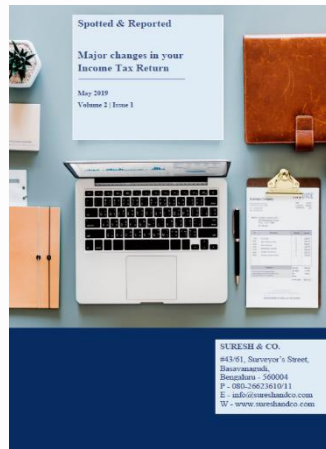 Spotted & Reported
Major changes in your
Income Tax Return
May 2019
Volume 2 | Issue 1
SURESH & CO.
#43/61, Surveyor's Street,
Basavanagudi,
Bengaluru - 560004
P - 080-26623610/11
E - info@sureshandco.com
W - www.sureshandco.com